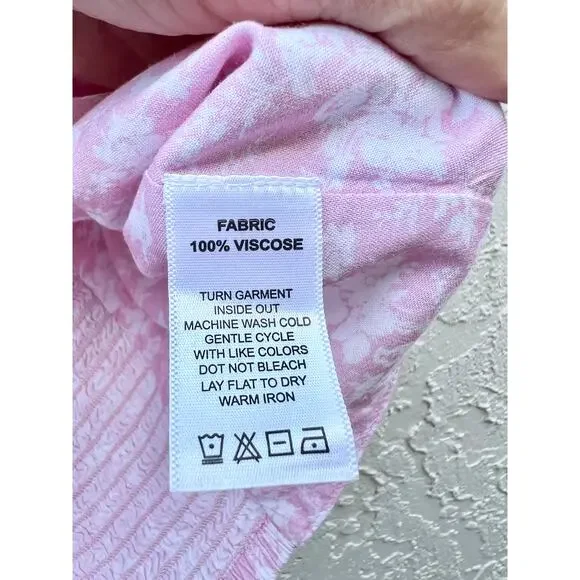 FABRIC
100% VISCOSE
TURN GARMENT
INSIDE OUT
MACHINE WASH COLD
GENTLE CYCLE
WITH LIKE COLORS
DO NOT BLEACH
LAY FLAT TO DRY
WARM IRON